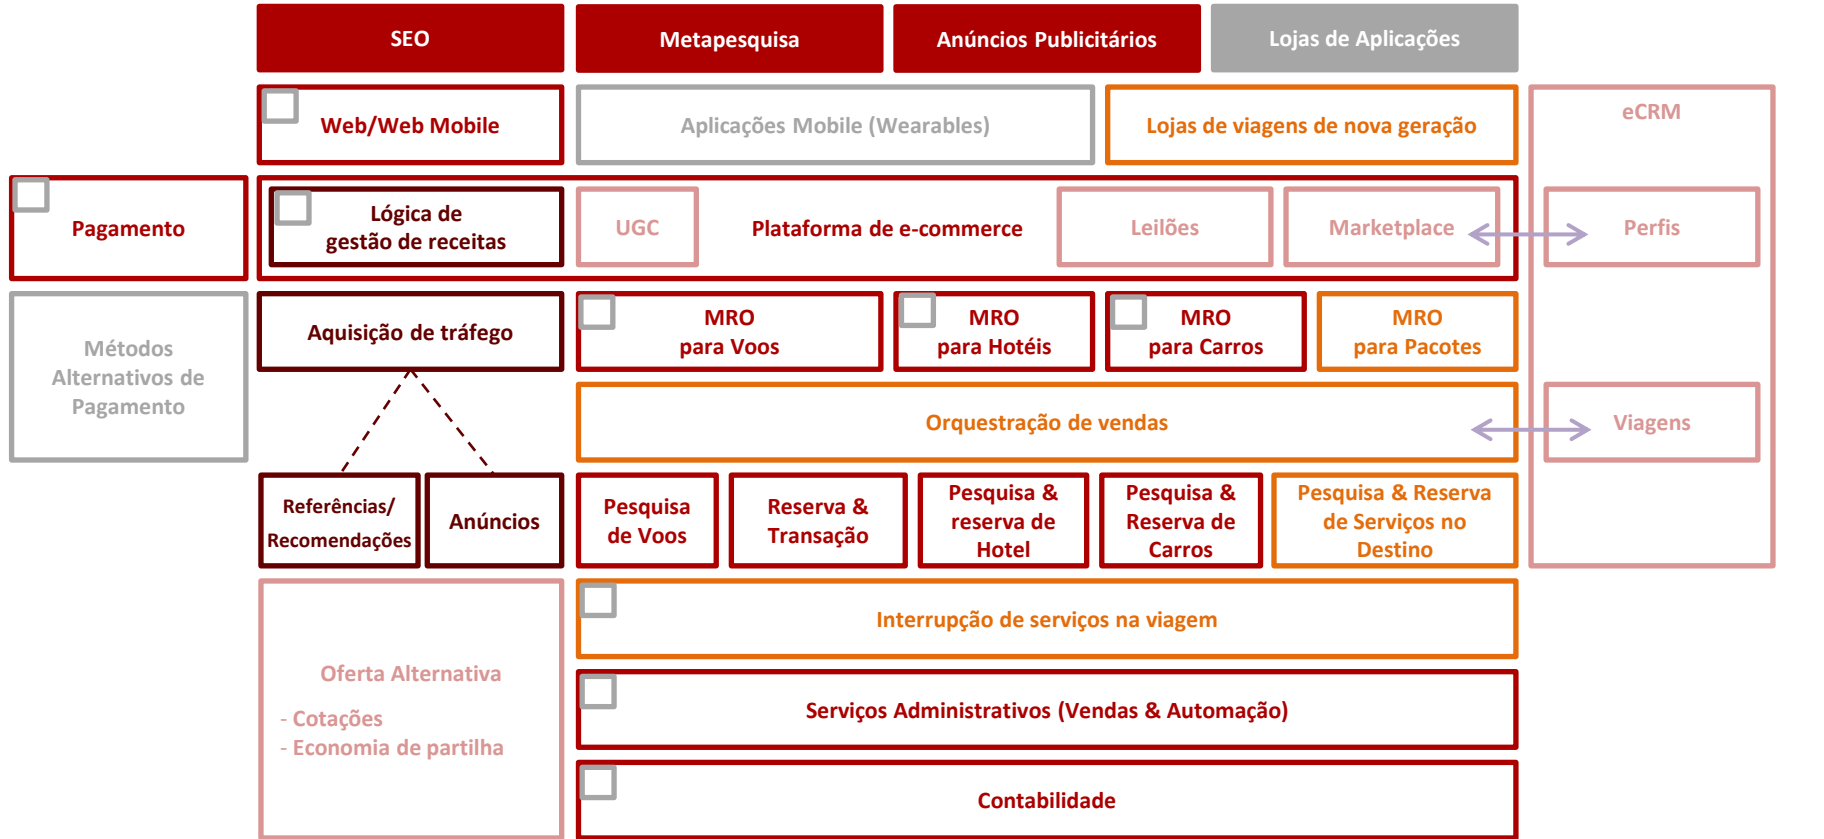 SEO
Metapesquisa
Anúncios Publicitários
Lojas de Aplicações
Web/Web Mobile
Aplicações Mobile (Wearables)
Lojas de viagens de nova geração
eCRM
Pagamento
Lógica de
gestão de receitas
UGC
Plataforma de e-commerce
Leilões
Marketplace
Perfis
Métodos
Alternativos de
Pagamento
Aquisição de tráfego
MRO
para Voos
MRO
para Hotéis
MRO
para Carros
MRO
para Pacotes
Orquestração de vendas
Viagens
Referências/
Recomendações
Anúncios
Pesquisa
de Voos
Reserva &
Transação
Pesquisa &
reserva de
Hotel
Pesquisa &
Reserva de
Carros
Pesquisa & Reserva
de Serviços no
Destino
Oferta Alternativa
- Cotações
- Economia de partilha
Interrupção de serviços na viagem
Serviços Administrativos (Vendas & Automação)
Contabilidade